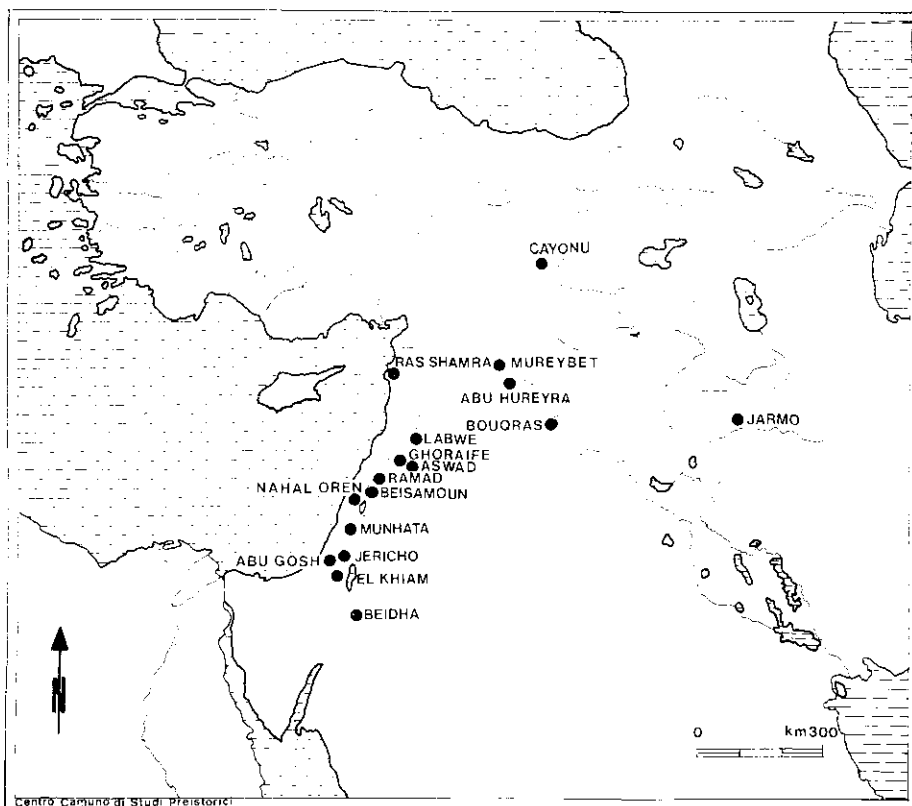 CAYONU
RAS SHAMRA
MUREYBET
ABU HUREYRA
BOUQRAS
JARMO
LABWE
GHORAIFE
ASWAD
RAMAD
NAHAL OREN
BEISAMOUN
MUNHATA
ABU GOSH
JERICHO
EL KHIAM
BEIDHA
N
0 km300
Centro Camuno di Studi Preistorici